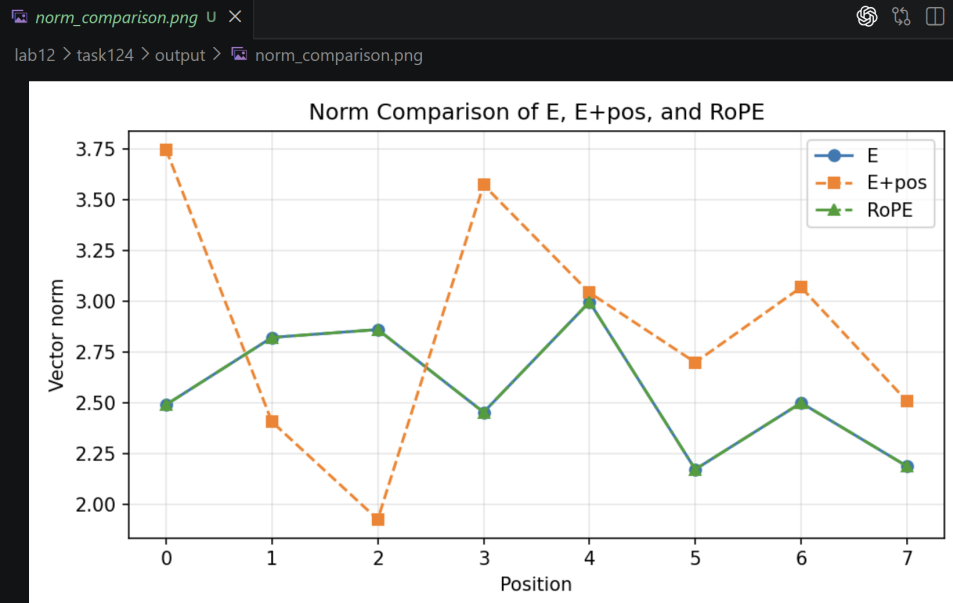 norm_comparison.png U
lab12 > task124 > output > norm_comparison.png
Norm Comparison of E, E+pos, and RoPE
E
E+pos
RoPE
3.75
3.50
3.25
3.00
2.75
2.50
2.25
2.00
Vector norm
0 1 2 3 4 5 6 7
Position